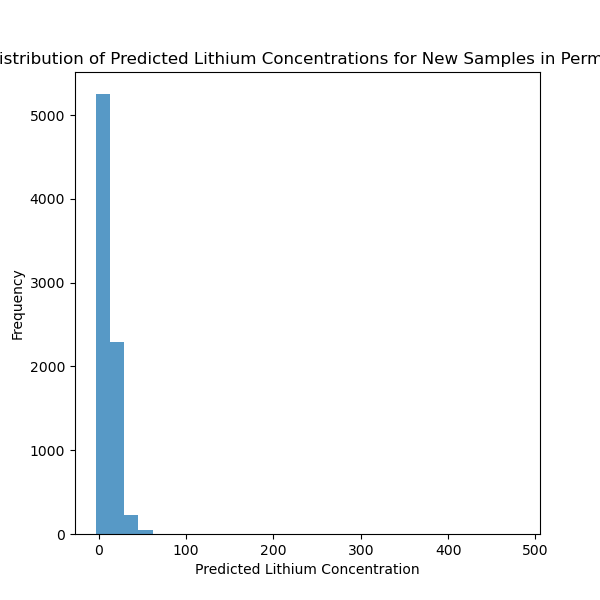 istribution of Predicted Lithium Concentrations for New Samples in Perm
5000
4000
3000
2000
1000
0
Frequency
0 100 200 300 400 500
Predicted Lithium Concentration